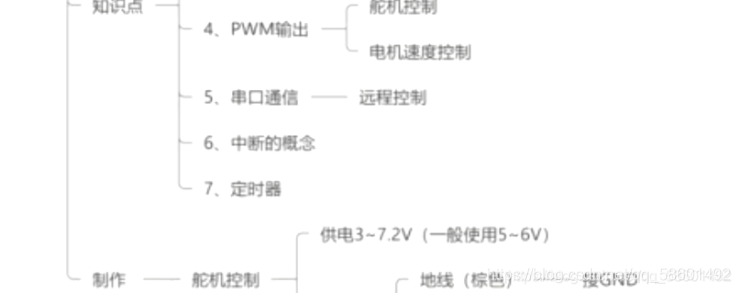 知识点
舵机控制
4、PWM输出
电机速度控制
5、串口通信
远程控制
6、中断的概念
7、定时器
供电3~7.2V（一般使用5~6V）
制作
舵机控制
地线（棕色）
接GND
https://blog.csdn.net/qq_53601492